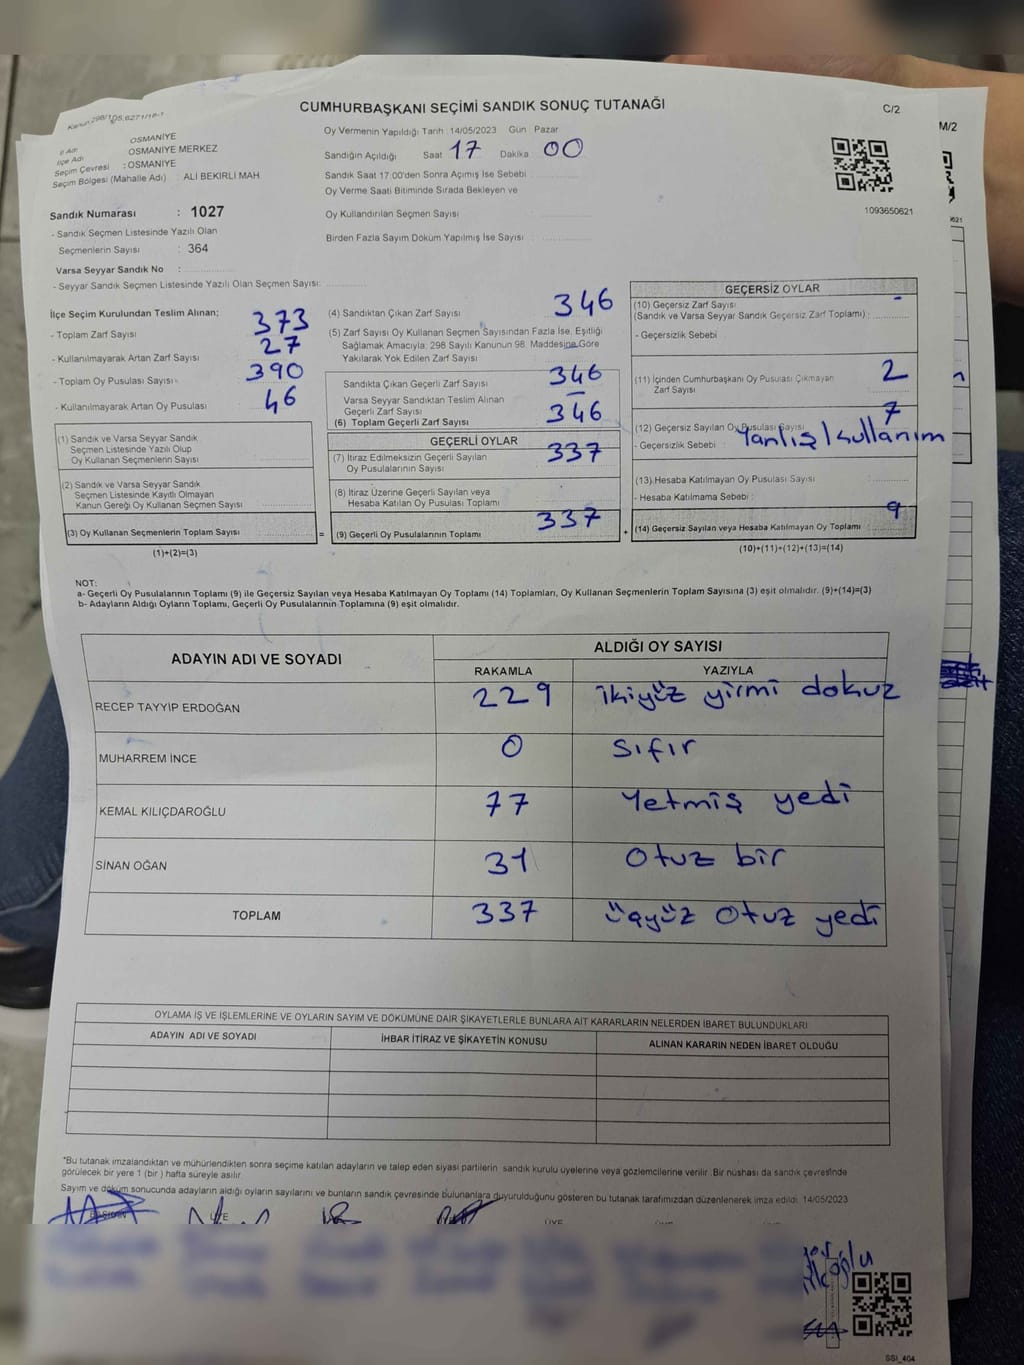 Kanun 298/105,6271/18-1
CUMHURBAŞKANI SEÇİMİ SANDIK SONUÇ TUTANAĞI
C/2
M/2
İl Adı OSMANİYE
İlçe Adı OSMANİYE MERKEZ
Seçim Çevresi : OSMANİYE
Seçim Bölgesi (Mahalle Adı) ALİ BEKİRLİ MAH
Sandık Numarası : 1027
- Sandık Seçmen Listesinde Yazılı Olan
Seçmenlerin Sayısı : 364
Varsa Seyyar Sandık No :
- Seyyar Sandık Seçmen Listesinde Yazılı Olan Seçmen Sayısı:
Oy Vermenin Yapıldığı Tarih :14/05/2023 Gün Pazar
Sandığın Açıldığı Saat 17 Dakika 00
Sandık Saat 17.00'den Sonra Açımış İse Sebebi
Oy Verme Saati Bitiminde Sırada Bekleyen ve
Oy Kullandırılan Seçmen Sayısı
Birden Fazla Sayım Döküm Yapılmış İse Sayısı
1093650621
İlçe Seçim Kurulundan Teslim Alınan;
- Toplam Zarf Sayısı 373
- Kullanılmayarak Artan Zarf Sayısı 27
- Toplam Oy Pusulası Sayısı 390
- Kullanılmayarak Artan Oy Pusulası 46
(1) Sandık ve Varsa Seyyar Sandık
Seçmen Listesinde Yazılı Olup
Oy Kullanan Seçmenlerin Sayısı
(2) Sandık ve Varsa Seyyar Sandık
Seçmen Listesinde Kayıtlı Olmayan
Kanun Gereği Oy Kullanan Seçmen Sayısı
(3) Oy Kullanan Seçmenlerin Toplam Sayısı
(1)+(2)=(3)
(4) Sandıktan Çıkan Zarf Sayısı 346
(5) Zarf Sayısı Oy Kullanan Seçmen Sayısından Fazla İse, Eşitliği
Sağlamak Amacıyla; 298 Sayılı Kanunun 98. Maddesine Göre
Yakılarak Yok Edilen Zarf Sayısı
Sandıkta Çıkan Geçerli Zarf Sayısı 346
Varsa Seyyar Sandıktan Teslim Alınan
Geçerli Zarf Sayısı -
(6) Toplam Geçerli Zarf Sayısı 346
GEÇERLİ OYLAR
(7) İtiraz Edilmeksizin Geçerli Sayılan
Oy Pusulalarının Sayısı 337
(8) İtiraz Üzerine Geçerli Sayılan veya
Hesaba Katılan Oy Pusulası Toplamı
= (9) Geçerli Oy Pusulalarının Toplamı 337 +
GEÇERSİZ OYLAR
(10) Geçersiz Zarf Sayısı -
(Sandık ve Varsa Seyyar Sandık Geçersiz Zarf Toplamı) :
- Geçersizlik Sebebi
(11) İçinden Cumhurbaşkanı Oy Pusulası Çıkmayan
Zarf Sayısı 2
(12) Geçersiz Sayılan Oy Pusulası Sayısı 7
- Geçersizlik Sebebi : Yanlış kullanım
(13) Hesaba Katılmayan Oy Pusulası Sayısı
- Hesaba Katılmama Sebebi :
(14) Geçersiz Sayılan veya Hesaba Katılmayan Oy Toplamı 9
(10)+(11)+(12)+(13)=(14)
NOT:
a- Geçerli Oy Pusulalarının Toplamı (9) ile Geçersiz Sayılan veya Hesaba Katılmayan Oy Toplamı (14) Toplamları, Oy Kullanan Seçmenlerin Toplam Sayısına (3) eşit olmalıdır. (9)+(14)=(3)
b- Adayların Aldığı Oyların Toplamı, Geçerli Oy Pusulalarının Toplamına (9) eşit olmalıdır.
ADAYIN ADI VE SOYADI ALDIĞI OY SAYISI
RAKAMLA YAZIYLA
RECEP TAYYİP ERDOĞAN 229 ikiyüz yirmi dokuz
MUHARREM İNCE 0 sıfır
KEMAL KILIÇDAROĞLU 77 Yetmiş yedi
SİNAN OĞAN 31 Otuz bir
TOPLAM 337 üçyüz Otuz yedi
OYLAMA İŞ VE İŞLEMLERİNE VE OYLARIN SAYIM VE DÖKÜMÜNE DAİR ŞİKAYETLERLE BUNLARA AİT KARARLARIN NELERDEN İBARET BULUNDUKLARI
ADAYIN ADI VE SOYADI İHBAR İTİRAZ VE ŞİKAYETİN KONUSU ALINAN KARARIN NEDEN İBARET OLDUĞU
*Bu tutanak imzalandıktan ve mühürlendikten sonra seçime katılan adayların ve talep eden siyası partilerin sandık kurulu üyelerine veya gözlemcilerine verilir. Bir nüshası da sandık çevresinde
görülecek bir yere 1 (bir) hafta süreyle asılır
Sayım ve döküm sonucunda adayların aldığı oyların sayılarını ve bunların sandık çevresinde bulunanlara duyurulduğunu gösteren bu tutanak tarafımızdan düzenlenerek imza edildi. 14/05/2023
BAŞKAN ÜYE ÜYE
SSİ_404